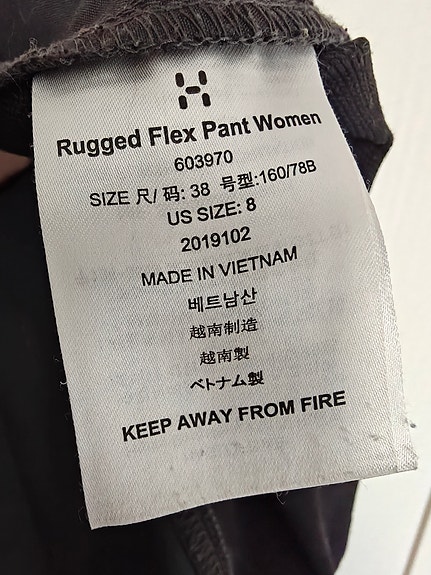 Rugged Flex Pant Women
603970
SIZE 尺/ 码: 38 号型:160/78B
US SIZE: 8
2019102
MADE IN VIETNAM
베트남산
越南制造
越南製
ベトナム製
KEEP AWAY FROM FIRE